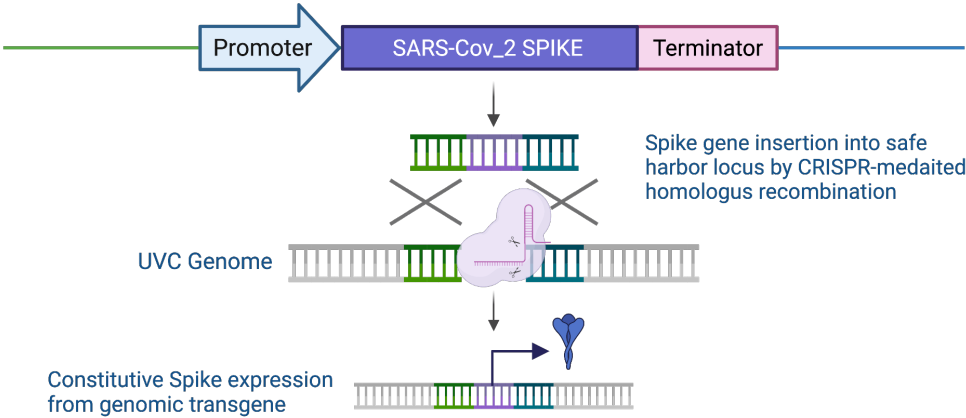 Promoter
SARS-Cov_2 SPIKE
Terminator
Spike gene insertion into safe
harbor locus by CRISPR-medaited
homologus recombination
UVC Genome
Constitutive Spike expression
from genomic transgene